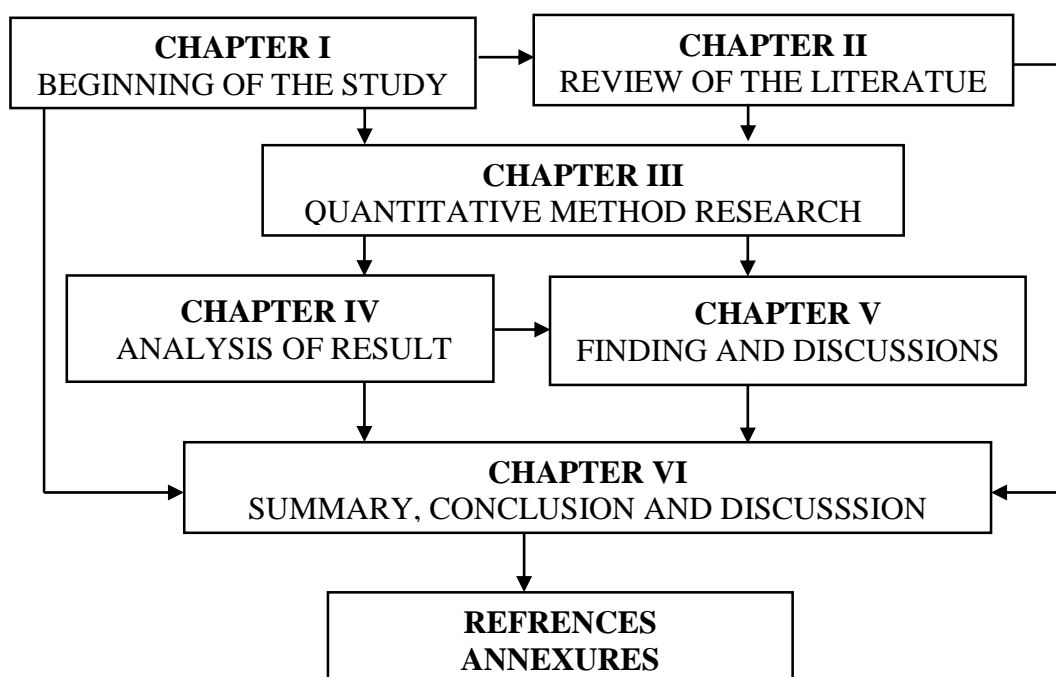 CHAPTER I
BEGINNING OF THE STUDY
CHAPTER II
REVIEW OF THE LITERATUE
CHAPTER III
QUANTITATIVE METHOD RESEARCH
CHAPTER IV
ANALYSIS OF RESULT
CHAPTER V
FINDING AND DISCUSSIONS
CHAPTER VI
SUMMARY, CONCLUSION AND DISCUSSSION
REFRENCES
ANNEXURES